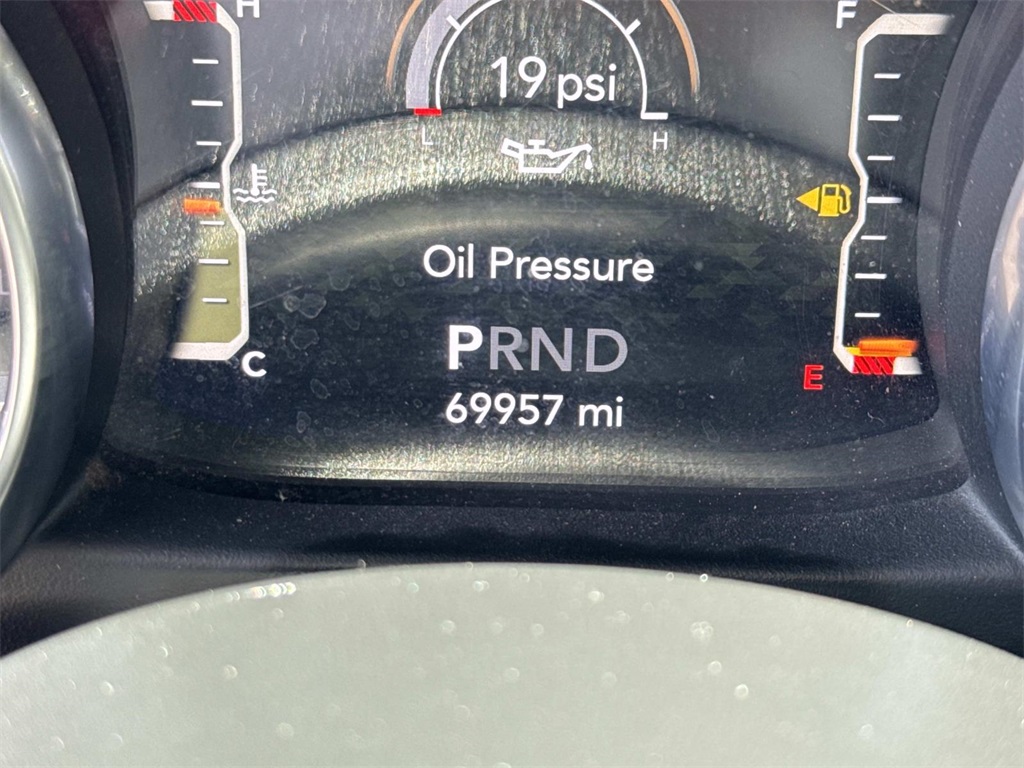 H
F
19 psi
L
H
Oil Pressure
PRND
C
E
69957 mi